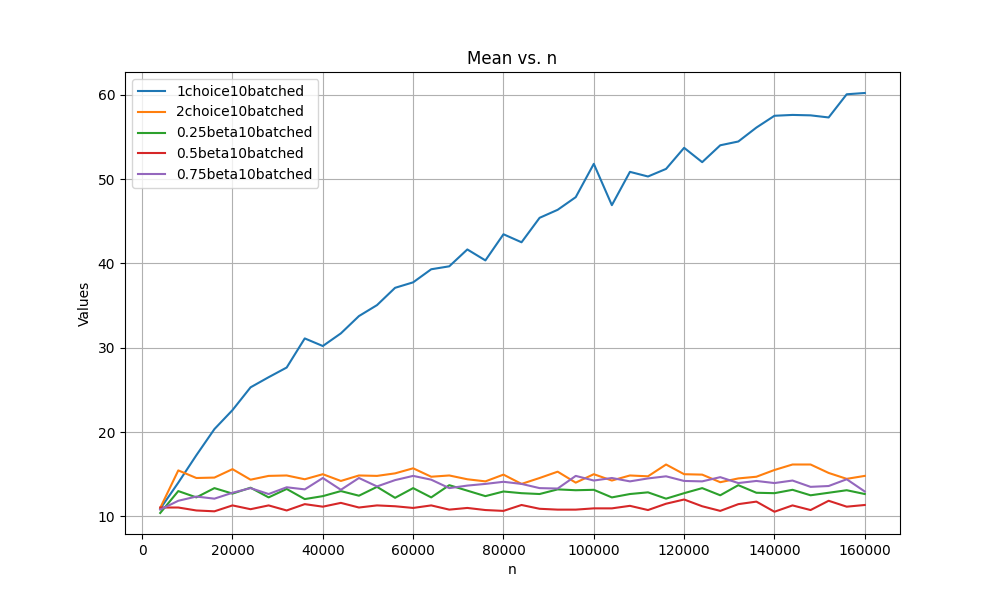 Mean vs. n
1choice10batched
2choice10batched
0.25beta10batched
0.5beta10batched
0.75beta10batched
Values
60
50
40
30
20
10
0 20000 40000 60000 80000 100000 120000 140000 160000
n